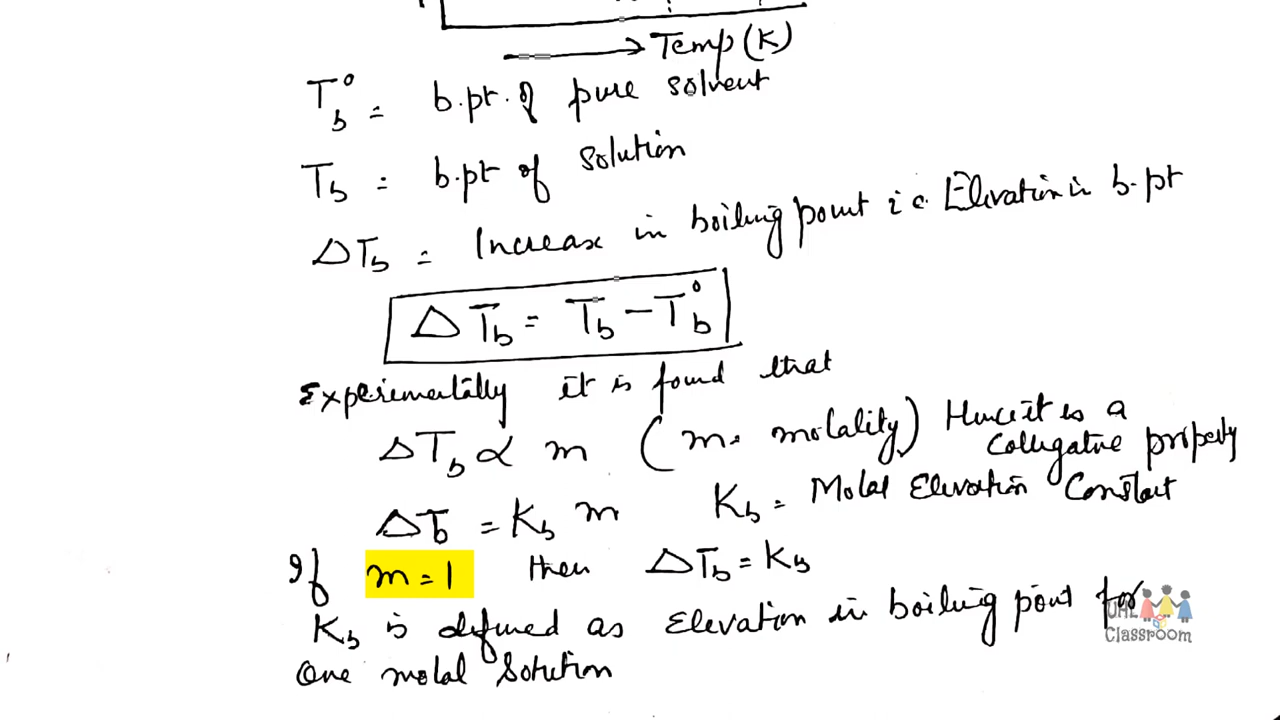 Temp (K)
T°b = b.pt. of pure solvent
Tb = b.pt of solution
ΔTb = Increase in boiling point i.e. Elevation in b.pt
ΔTb = Tb − T°b
Experimentally it is found that
ΔTb ∝ m (m = molality) Hence it is a
Colligative property
ΔTb = Kb m Kb = Molal Elevation Constant
If m = 1 then ΔTb = Kb
Kb is defined as Elevation in boiling point for
One molal Solution
Classroom